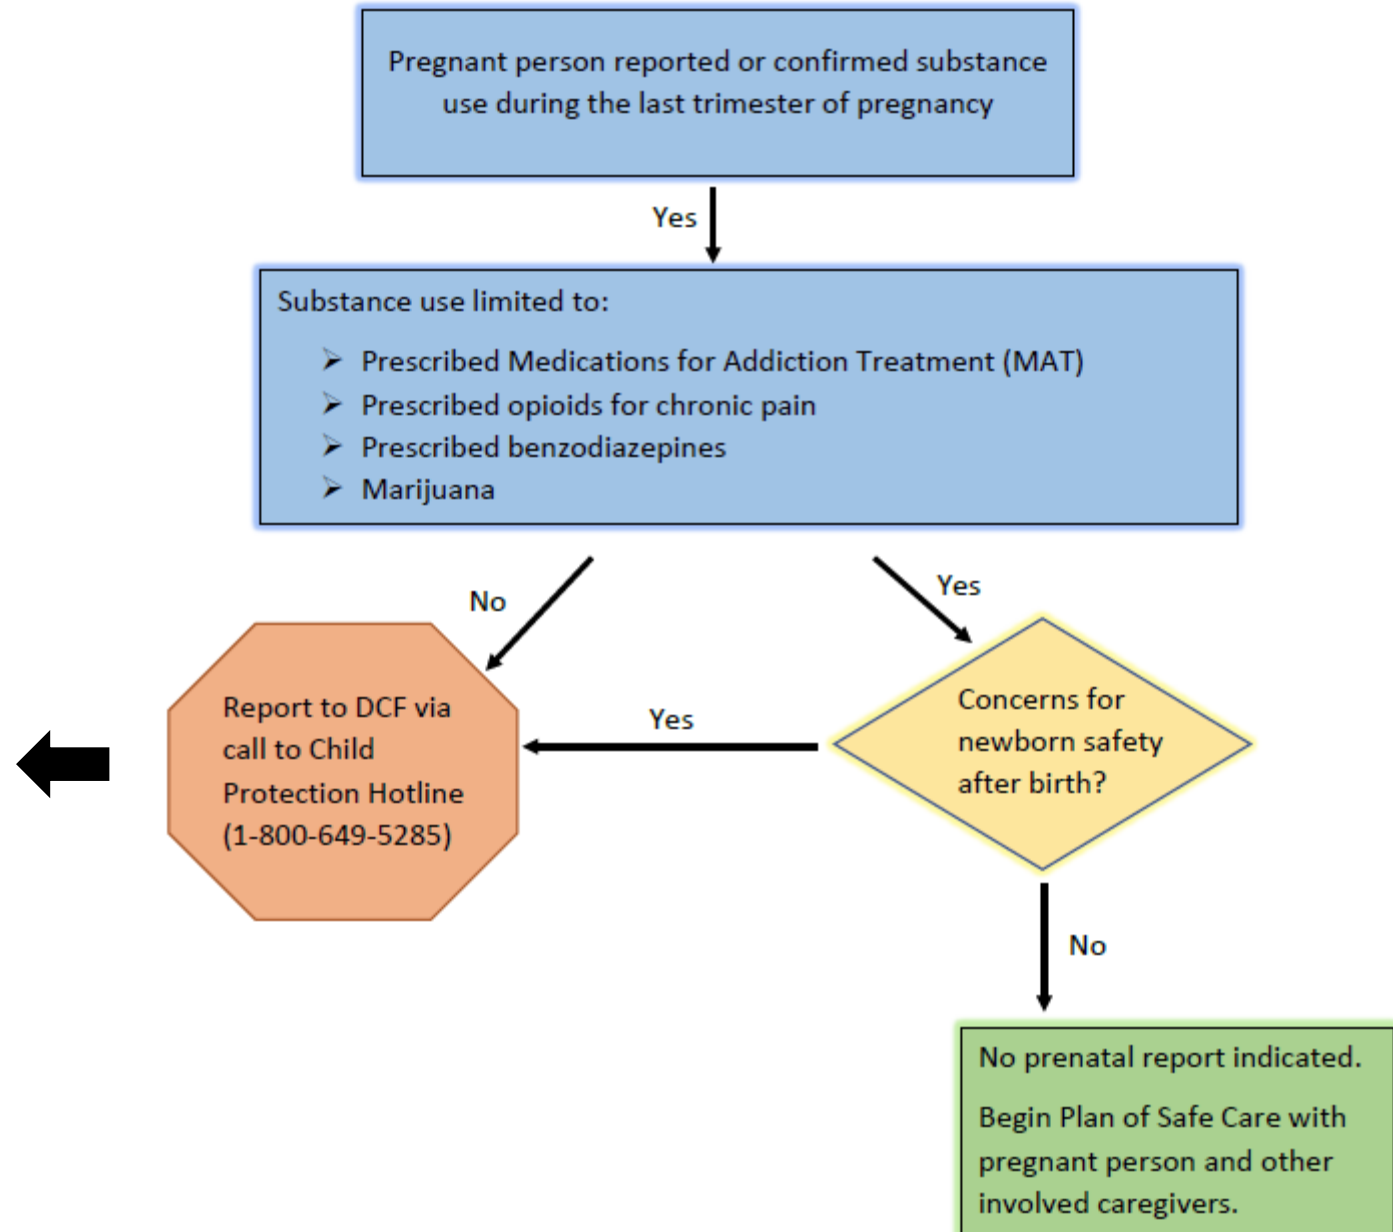 Pregnant person reported or confirmed substance
use during the last trimester of pregnancy
Yes
Substance use limited to:
➢ Prescribed Medications for Addiction Treatment (MAT)
➢ Prescribed opioids for chronic pain
➢ Prescribed benzodiazepines
➢ Marijuana
No
Yes
Report to DCF via
call to Child
Protection Hotline
(1-800-649-5285)
Yes
Concerns for
newborn safety
after birth?
No
No prenatal report indicated.
Begin Plan of Safe Care with
pregnant person and other
involved caregivers.